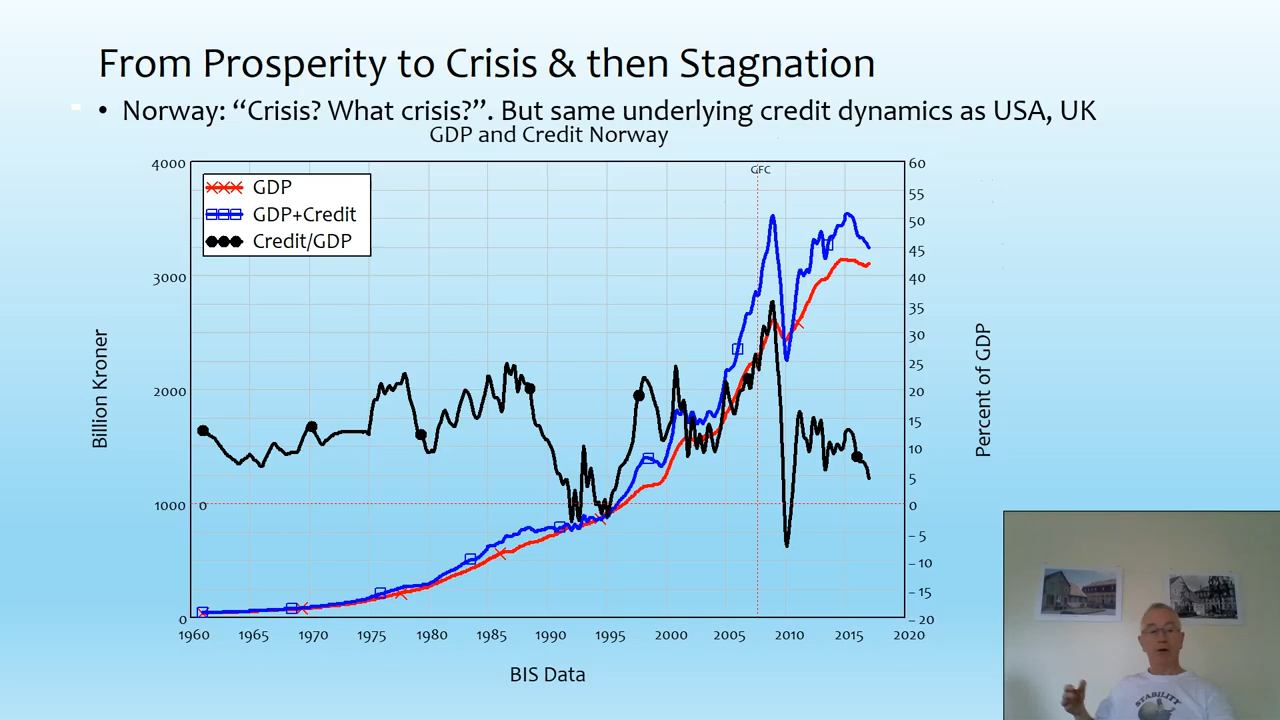 From Prosperity to Crisis & then Stagnation
• Norway: “Crisis? What crisis?”. But same underlying credit dynamics as USA, UK
GDP and Credit Norway
GFC
GDP
GDP+Credit
Credit/GDP
Billion Kroner
4000
3000
2000
1000
0
0
60
55
50
45
40
35
30
25
20
15
10
5
0
– 5
– 10
– 15
– 20
Percent of GDP
1960 1965 1970 1975 1980 1985 1990 1995 2000 2005 2010 2015 2020
BIS Data
STABILITY